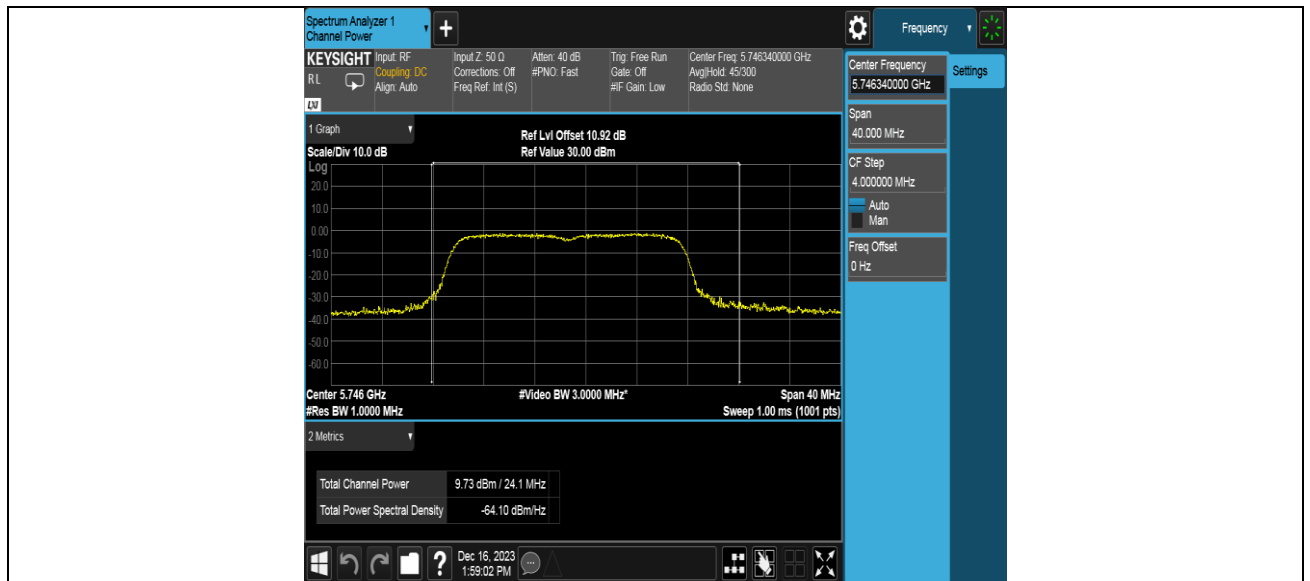 Spectrum Analyzer 1
Channel Power
+
Frequency
KEYSIGHT
RL
LXI
Input: RF
Coupling: DC
Align: Auto
Input Z: 50 Ω
Corrections: Off
Freq Ref: Int (S)
Atten: 40 dB
#PNO: Fast
Trig: Free Run
Gate: Off
#IF Gain: Low
Center Freq: 5.746340000 GHz
Avg|Hold: 45/300
Radio Std: None
Center Frequency
5.746340000 GHz
Settings
Span
40.000 MHz
CF Step
4.000000 MHz
Auto
Man
Freq Offset
0 Hz
1 Graph
Ref Lvl Offset 10.92 dB
Scale/Div 10.0 dB
Ref Value 30.00 dBm
Log
20.0
10.0
0.00
-10.0
-20.0
-30.0
-40.0
-50.0
-60.0
Center 5.746 GHz
#Video BW 3.0000 MHz*
Span 40 MHz
#Res BW 1.0000 MHz
Sweep 1.00 ms (1001 pts)
2 Metrics
Total Channel Power 9.73 dBm / 24.1 MHz
Total Power Spectral Density -64.10 dBm/Hz
?
Dec 16, 2023
1:59:02 PM